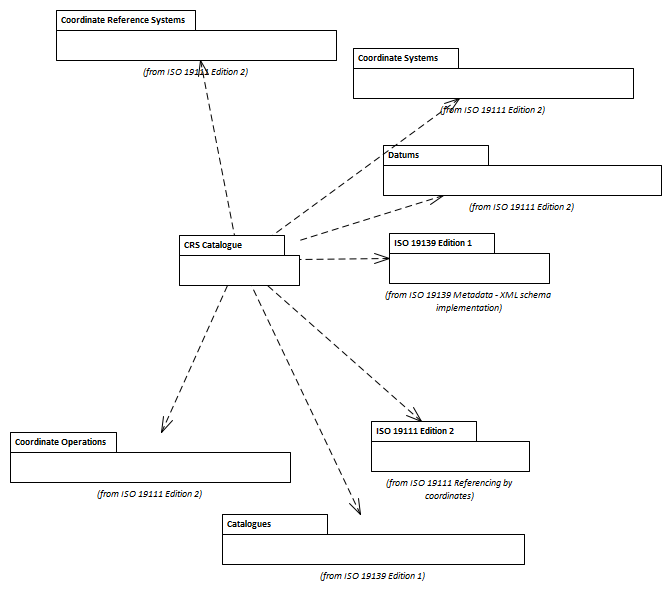 Coordinate Reference Systems
(from ISO 19111 Edition 2)
Coordinate Systems
(from ISO 19111 Edition 2)
Datums
(from ISO 19111 Edition 2)
CRS Catalogue
ISO 19139 Edition 1
(from ISO 19139 Metadata - XML schema
implementation)
Coordinate Operations
(from ISO 19111 Edition 2)
ISO 19111 Edition 2
(from ISO 19111 Referencing by
coordinates)
Catalogues
(from ISO 19139 Edition 1)